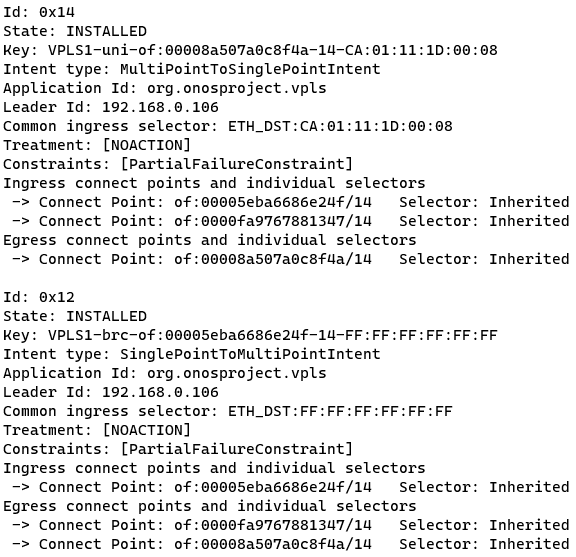 Id: 0x14
State: INSTALLED
Key: VPLS1-uni-of:00008a507a0c8f4a-14-CA:01:11:1D:00:08
Intent type: MultiPointToSinglePointIntent
Application Id: org.onosproject.vpls
Leader Id: 192.168.0.106
Common ingress selector: ETH_DST:CA:01:11:1D:00:08
Treatment: [NOACTION]
Constraints: [PartialFailureConstraint]
Ingress connect points and individual selectors
 -> Connect Point: of:00005eba6686e24f/14   Selector: Inherited
 -> Connect Point: of:0000fa9767881347/14   Selector: Inherited
Egress connect points and individual selectors
 -> Connect Point: of:00008a507a0c8f4a/14   Selector: Inherited

Id: 0x12
State: INSTALLED
Key: VPLS1-brc-of:00005eba6686e24f-14-FF:FF:FF:FF:FF:FF
Intent type: SinglePointToMultiPointIntent
Application Id: org.onosproject.vpls
Leader Id: 192.168.0.106
Common ingress selector: ETH_DST:FF:FF:FF:FF:FF:FF
Treatment: [NOACTION]
Constraints: [PartialFailureConstraint]
Ingress connect points and individual selectors
 -> Connect Point: of:00005eba6686e24f/14   Selector: Inherited
Egress connect points and individual selectors
 -> Connect Point: of:0000fa9767881347/14   Selector: Inherited
 -> Connect Point: of:00008a507a0c8f4a/14   Selector: Inherited